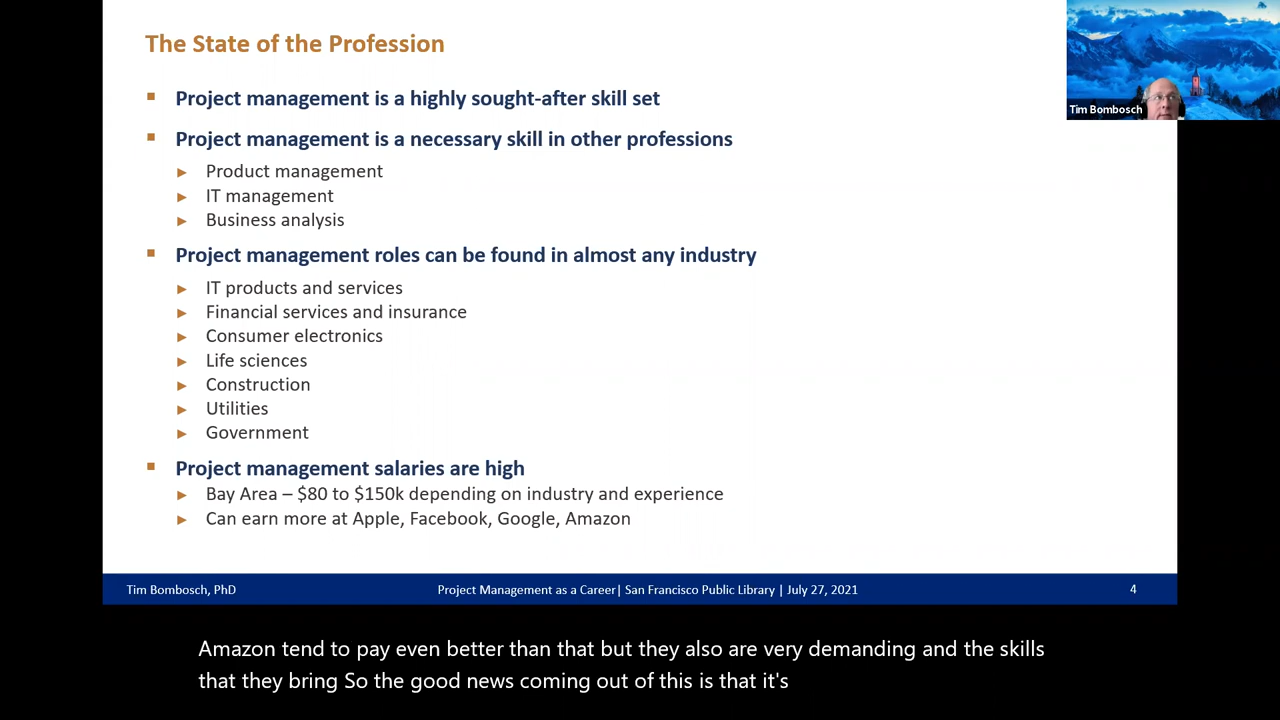 The State of the Profession
Tim Bombosch
▪ Project management is a highly sought-after skill set
▪ Project management is a necessary skill in other professions
► Product management
► IT management
► Business analysis
▪ Project management roles can be found in almost any industry
► IT products and services
► Financial services and insurance
► Consumer electronics
► Life sciences
► Construction
► Utilities
► Government
▪ Project management salaries are high
► Bay Area – $80 to $150k depending on industry and experience
► Can earn more at Apple, Facebook, Google, Amazon
Tim Bombosch, PhD
Project Management as a Career| San Francisco Public Library | July 27, 2021
4
Amazon tend to pay even better than that but they also are very demanding and the skills
that they bring So the good news coming out of this is that it's